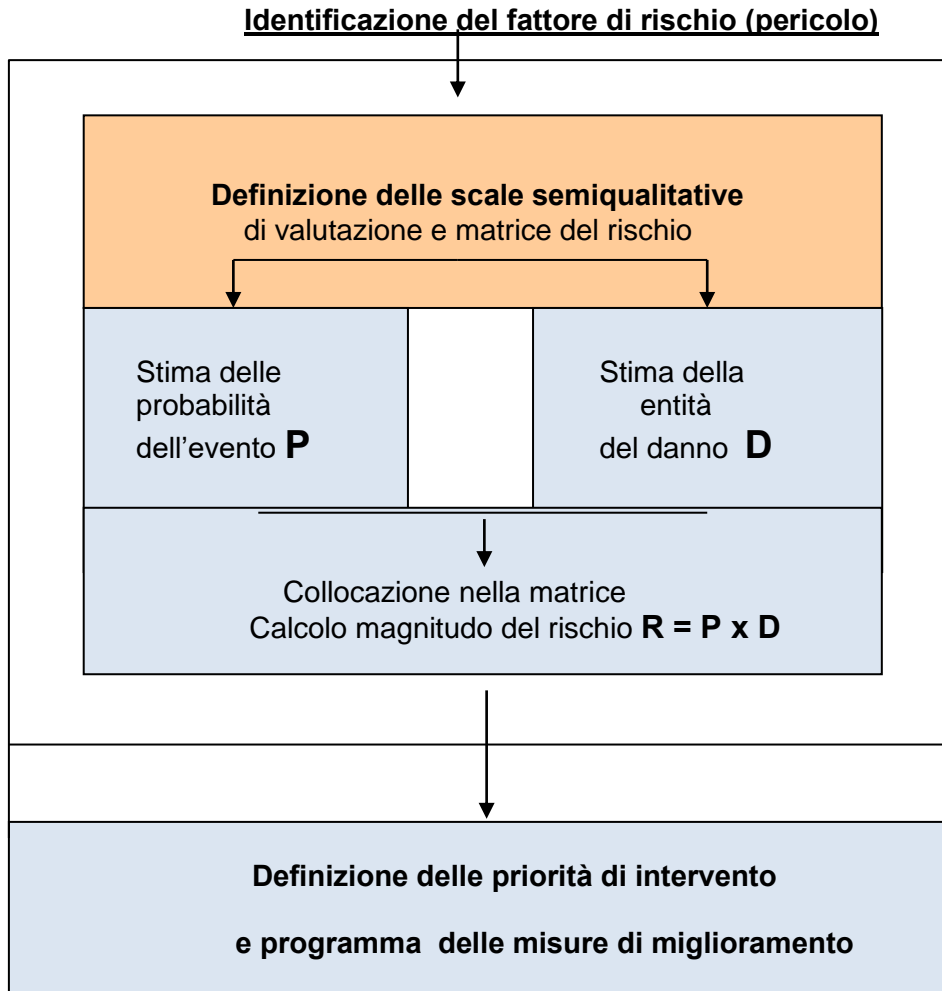 Identificazione del fattore di rischio (pericolo)
Definizione delle scale semiqualitative
di valutazione e matrice del rischio
Stima delle
probabilità
dell'evento P
Stima della
entità
del danno D
Collocazione nella matrice
Calcolo magnitudo del rischio R = P x D
Definizione delle priorità di intervento
e programma delle misure di miglioramento